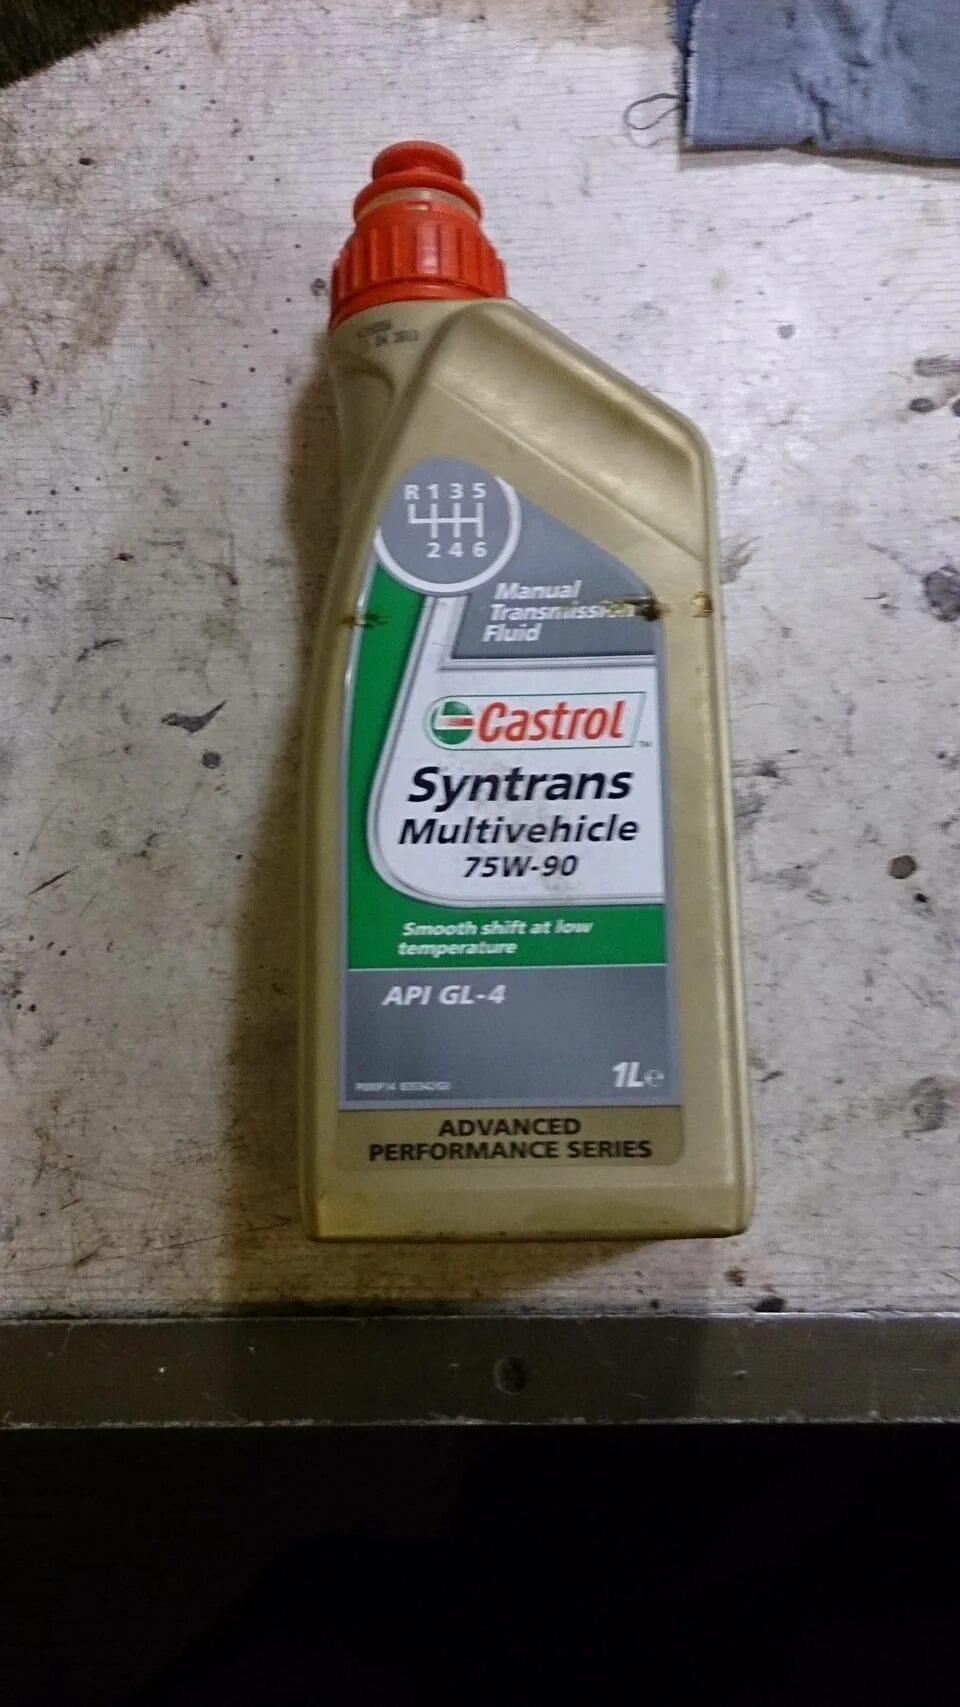 R 1 3 5
2 4 6
Manual
Transmission
Fluid
Castrol
Syntrans
Multivehicle
75W-90
Smooth shift at low
temperature
API GL-4
1L℮
ADVANCED
PERFORMANCE SERIES